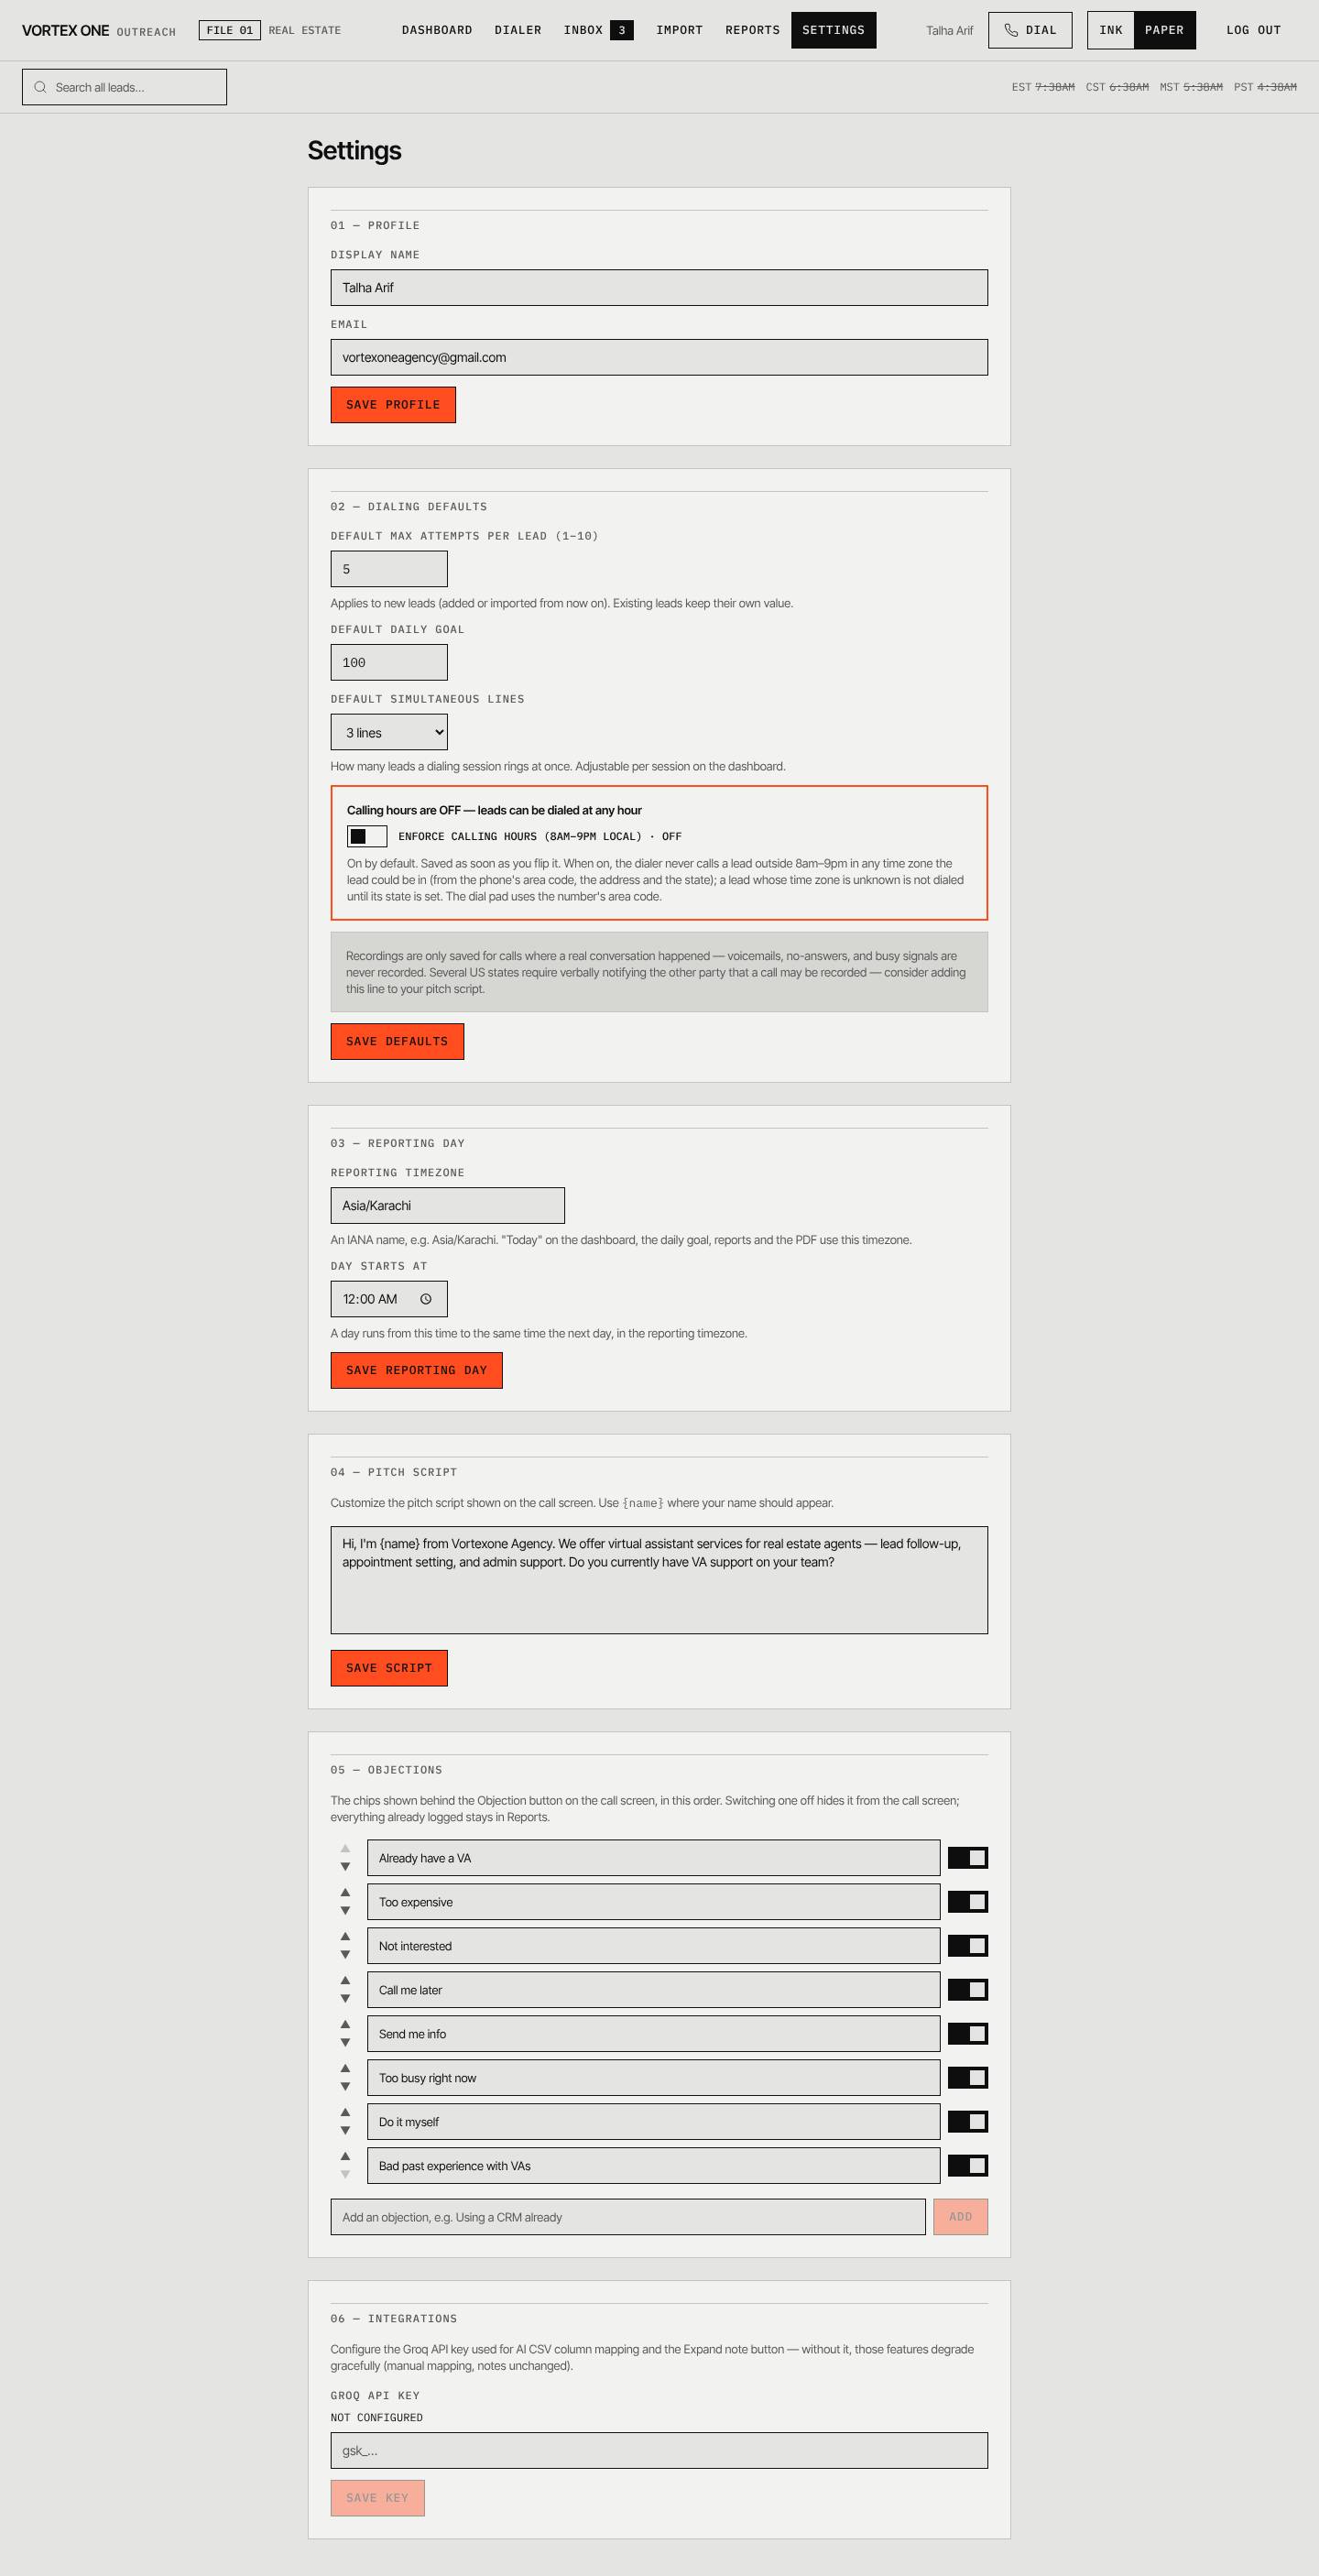 VORTEX ONE OUTREACH FILE 01 REAL ESTATE DASHBOARD DIALER INBOX 3 IMPORT REPORTS SETTINGS Talha Arif DIAL INK PAPER LOG OUT
Search all leads... EST 7:38AM CST 6:38AM MST 5:38AM PST 4:38AM
Settings
01 — PROFILE
DISPLAY NAME
Talha Arif
EMAIL
vortexoneagency@gmail.com
SAVE PROFILE
02 — DIALING DEFAULTS
DEFAULT MAX ATTEMPTS PER LEAD (1–10)
5
Applies to new leads (added or imported from now on). Existing leads keep their own value.
DEFAULT DAILY GOAL
100
DEFAULT SIMULTANEOUS LINES
3 lines
How many leads a dialing session rings at once. Adjustable per session on the dashboard.
Calling hours are OFF — leads can be dialed at any hour
ENFORCE CALLING HOURS (8AM–9PM LOCAL) · OFF
On by default. Saved as soon as you flip it. When on, the dialer never calls a lead outside 8am–9pm in any time zone the
lead could be in (from the phone's area code, the address and the state); a lead whose time zone is unknown is not dialed
until its state is set. The dial pad uses the number's area code.
Recordings are only saved for calls where a real conversation happened — voicemails, no-answers, and busy signals are
never recorded. Several US states require verbally notifying the other party that a call may be recorded — consider adding
this line to your pitch script.
SAVE DEFAULTS
03 — REPORTING DAY
REPORTING TIMEZONE
Asia/Karachi
An IANA name, e.g. Asia/Karachi. "Today" on the dashboard, the daily goal, reports and the PDF use this timezone.
DAY STARTS AT
12:00 AM
A day runs from this time to the same time the next day, in the reporting timezone.
SAVE REPORTING DAY
04 — PITCH SCRIPT
Customize the pitch script shown on the call screen. Use {name} where your name should appear.
Hi, I'm {name} from Vortexone Agency. We offer virtual assistant services for real estate agents — lead follow-up,
appointment setting, and admin support. Do you currently have VA support on your team?
SAVE SCRIPT
05 — OBJECTIONS
The chips shown behind the Objection button on the call screen, in this order. Switching one off hides it from the call screen;
everything already logged stays in Reports.
Already have a VA
Too expensive
Not interested
Call me later
Send me info
Too busy right now
Do it myself
Bad past experience with VAs
Add an objection, e.g. Using a CRM already ADD
06 — INTEGRATIONS
Configure the Groq API key used for AI CSV column mapping and the Expand note button — without it, those features degrade
gracefully (manual mapping, notes unchanged).
GROQ API KEY
NOT CONFIGURED
gsk_...
SAVE KEY